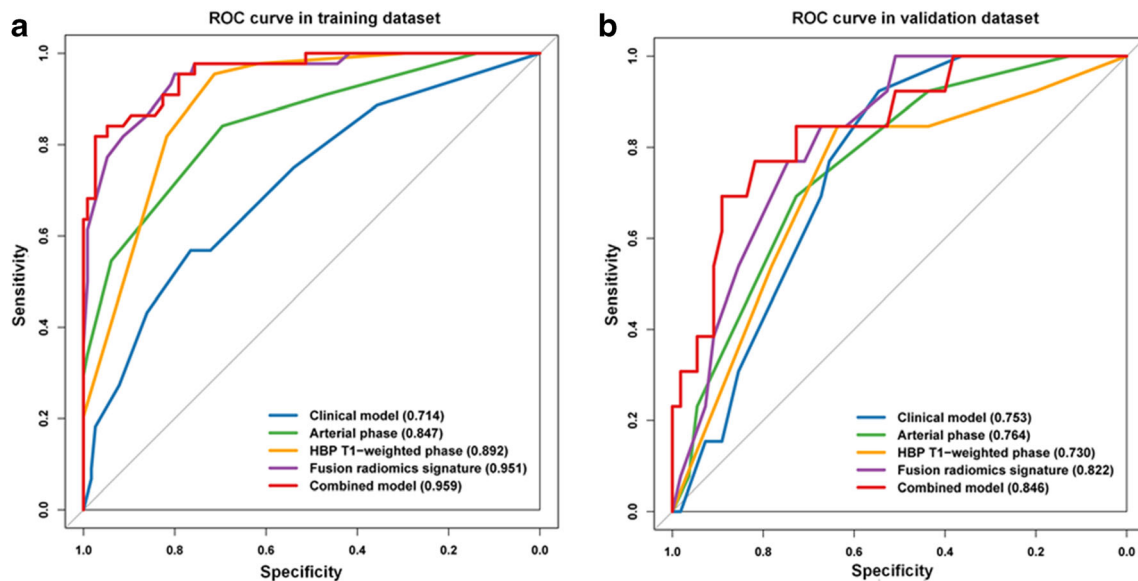 a
ROC curve in training dataset
Sensitivity
1.0
0.8
0.6
0.4
0.2
0.0
Clinical model (0.714)
Arterial phase (0.847)
HBP T1-weighted phase (0.892)
Fusion radiomics signature (0.951)
Combined model (0.959)
1.0 0.8 0.6 0.4 0.2 0.0
Specificity
b
ROC curve in validation dataset
Sensitivity
1.0
0.8
0.6
0.4
0.2
0.0
Clinical model (0.753)
Arterial phase (0.764)
HBP T1-weighted phase (0.730)
Fusion radiomics signature (0.822)
Combined model (0.846)
1.0 0.8 0.6 0.4 0.2 0.0
Specificity